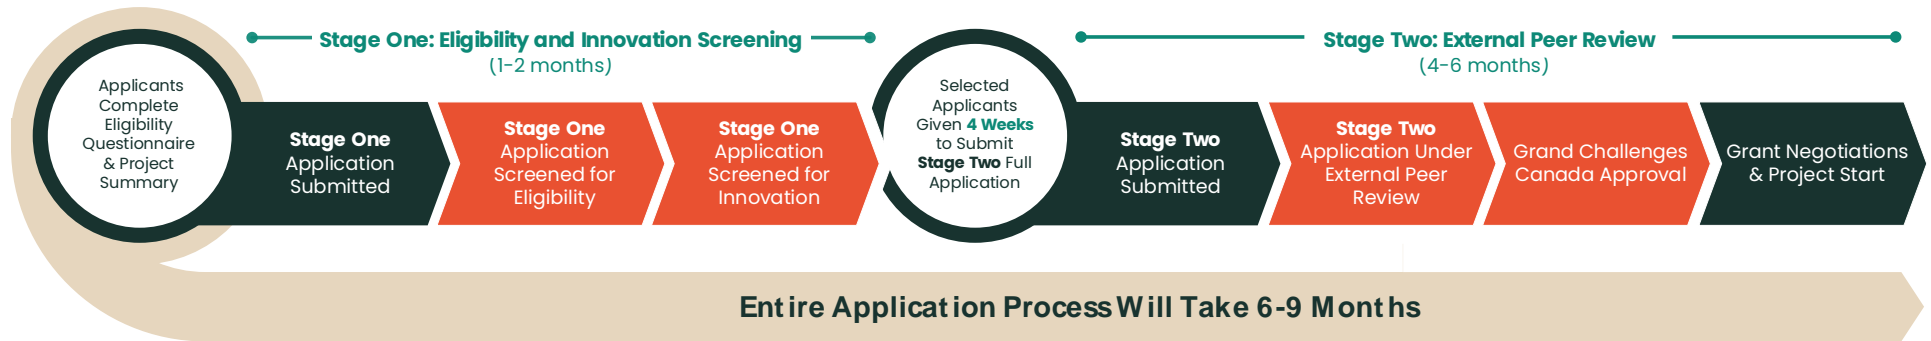 Stage One: Eligibility and Innovation Screening
(1-2 months)
Stage Two: External Peer Review
(4-6 months)
Applicants
Complete
Eligibility
Questionnaire
& Project
Summary
Stage One
Application
Submitted
Stage One
Application
Screened for
Eligibility
Stage One
Application
Screened for
Innovation
Selected
Applicants
Given 4 Weeks
to Submit
Stage Two Full
Application
Stage Two
Application
Submitted
Stage Two
Application Under
External Peer
Review
Grand Challenges
Canada Approval
Grant Negotiations
& Project Start
Entire Application Process Will Take 6-9 Months